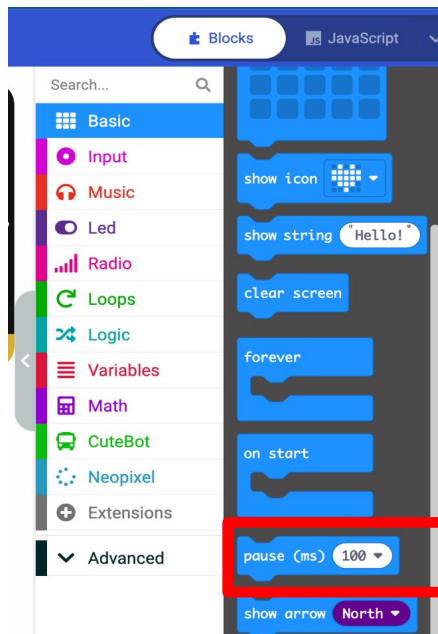 Blocks
JS JavaScript
Search...
Basic
Input
Music
Led
Radio
Loops
Logic
Variables
Math
CuteBot
Neopixel
Extensions
Advanced
show icon
show string "Hello!"
clear screen
forever
on start
pause (ms) 100
show arrow North